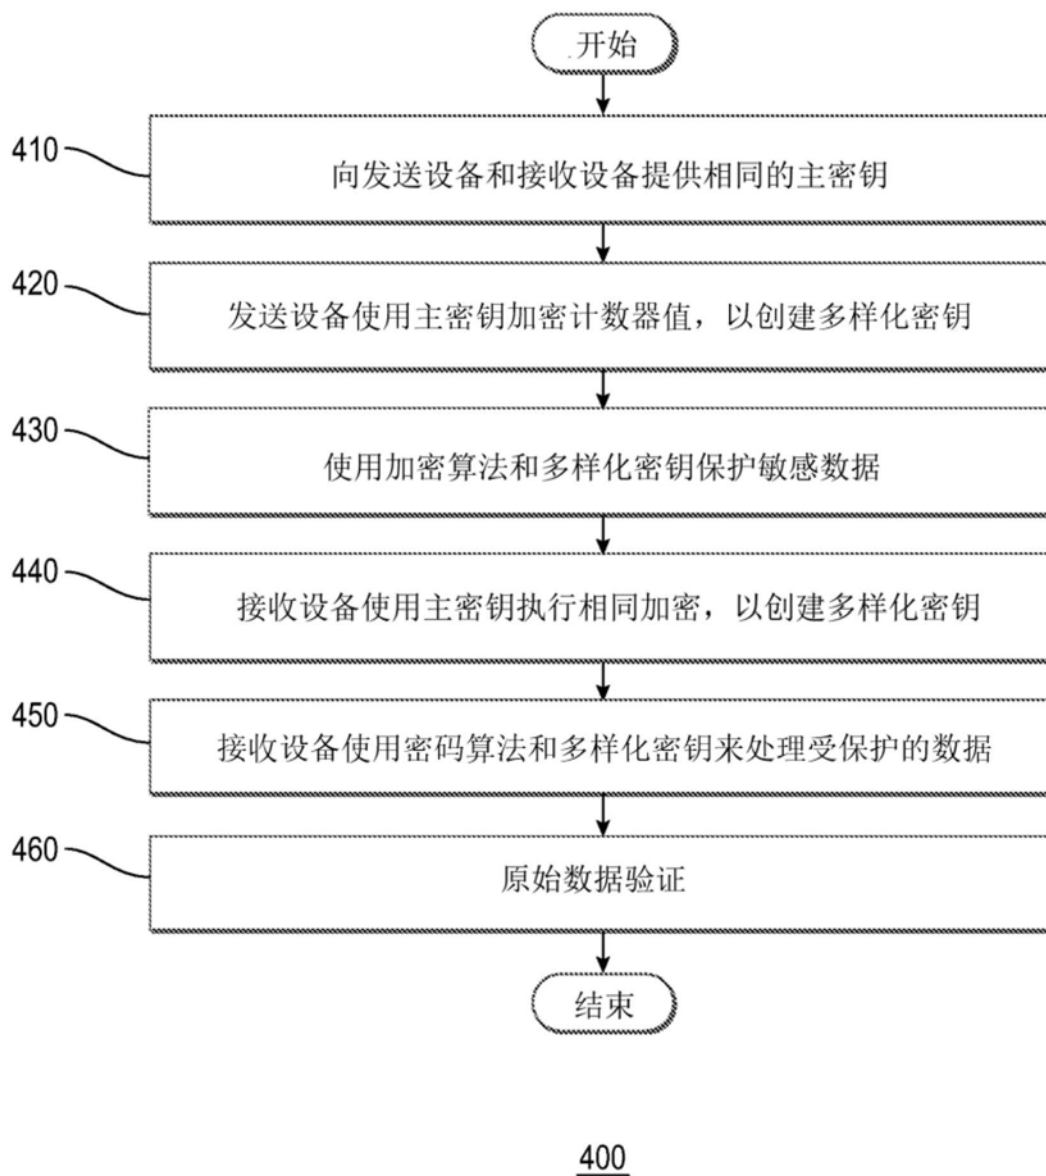 开始
410
向发送设备和接收设备提供相同的主密钥
420
发送设备使用主密钥加密计数器值，以创建多样化密钥
430
使用加密算法和多样化密钥保护敏感数据
440
接收设备使用主密钥执行相同加密，以创建多样化密钥
450
接收设备使用密码算法和多样化密钥来处理受保护的数据
460
原始数据验证
结束
400